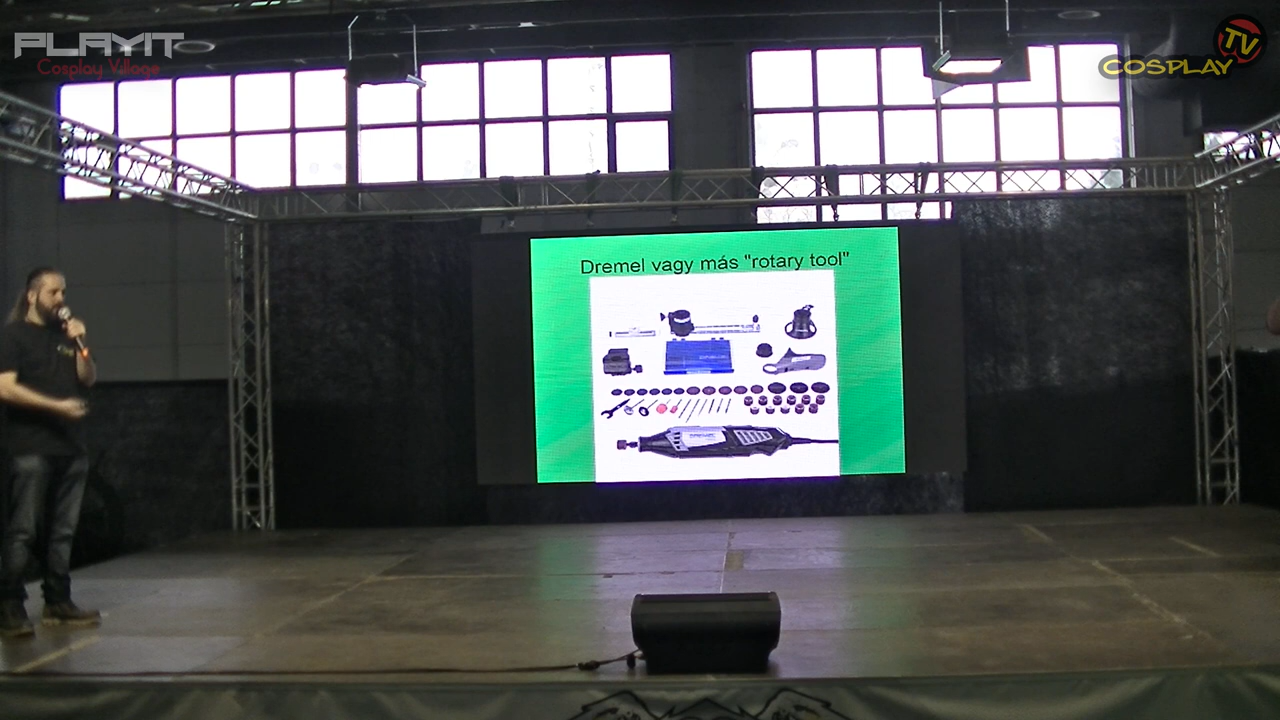 PLAYIT
Cosplay Village
TV
COSPLAY
Dremel vagy más "rotary tool"